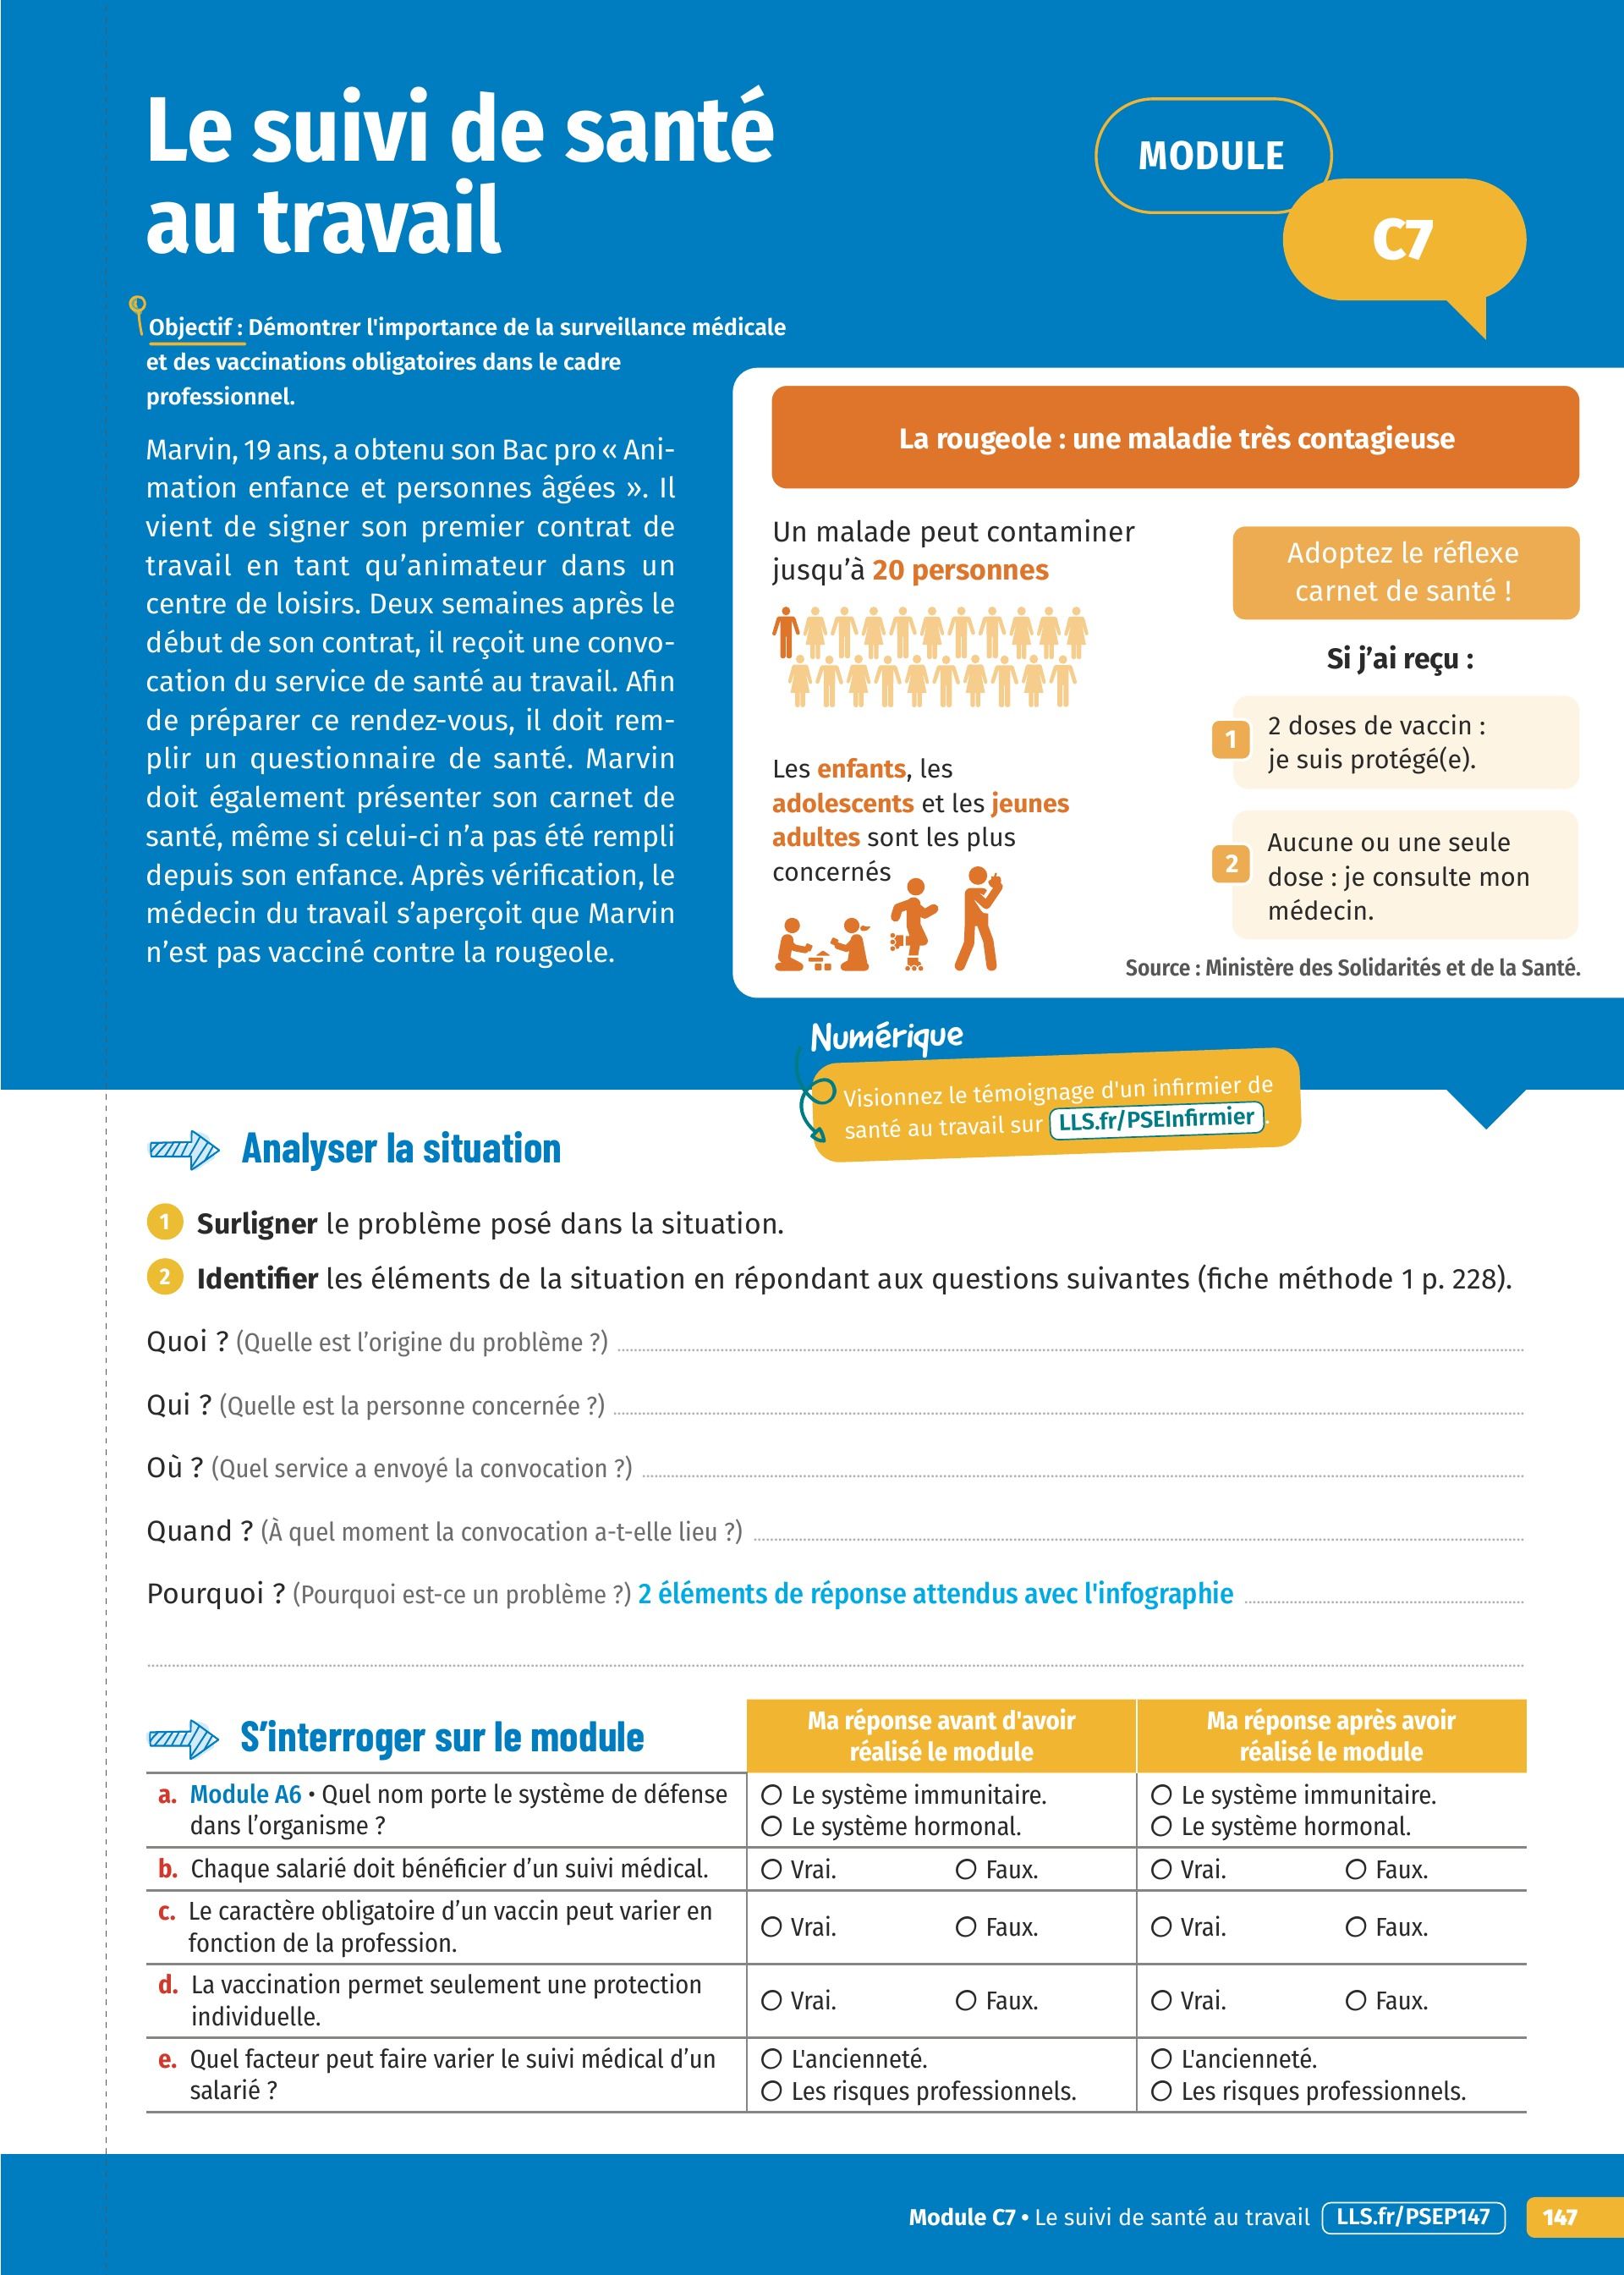 Le suivi de santé
au travail
MODULE
C7
Objectif : Démontrer l'importance de la surveillance médicale
et des vaccinations obligatoires dans le cadre
professionnel.
Marvin, 19 ans, a obtenu son Bac pro « Ani-
mation enfance et personnes âgées ». Il
vient de signer son premier contrat de
travail en tant qu’animateur dans un
centre de loisirs. Deux semaines après le
début de son contrat, il reçoit une convo-
cation du service de santé au travail. Afin
de préparer ce rendez-vous, il doit rem-
plir un questionnaire de santé. Marvin
doit également présenter son carnet de
santé, même si celui-ci n’a pas été rempli
depuis son enfance. Après vérification, le
médecin du travail s’aperçoit que Marvin
n’est pas vacciné contre la rougeole.
La rougeole : une maladie très contagieuse
Un malade peut contaminer
jusqu’à 20 personnes
Les enfants, les
adolescents et les jeunes
adultes sont les plus
concernés
Adoptez le réflexe
carnet de santé !
Si j’ai reçu :
1
2 doses de vaccin :
je suis protégé(e).
2
Aucune ou une seule
dose : je consulte mon
médecin.
Source : Ministère des Solidarités et de la Santé.
Numérique
Visionnez le témoignage d'un infirmier de
santé au travail sur LLS.fr/PSEInfirmier.
Analyser la situation
1 Surligner le problème posé dans la situation.
2 Identifier les éléments de la situation en répondant aux questions suivantes (fiche méthode 1 p. 228).
Quoi ? (Quelle est l’origine du problème ?)
Qui ? (Quelle est la personne concernée ?)
Où ? (Quel service a envoyé la convocation ?)
Quand ? (À quel moment la convocation a-t-elle lieu ?)
Pourquoi ? (Pourquoi est-ce un problème ?) 2 éléments de réponse attendus avec l'infographie
S’interroger sur le module
Ma réponse avant d'avoir
réalisé le module
Ma réponse après avoir
réalisé le module
a. Module A6 • Quel nom porte le système de défense
dans l’organisme ?
Le système immunitaire.
Le système hormonal.
Le système immunitaire.
Le système hormonal.
b. Chaque salarié doit bénéficier d’un suivi médical.
Vrai. Faux.
Vrai. Faux.
c. Le caractère obligatoire d’un vaccin peut varier en
fonction de la profession.
Vrai. Faux.
Vrai. Faux.
d. La vaccination permet seulement une protection
individuelle.
Vrai. Faux.
Vrai. Faux.
e. Quel facteur peut faire varier le suivi médical d’un
salarié ?
L'ancienneté.
Les risques professionnels.
L'ancienneté.
Les risques professionnels.
Module C7 • Le suivi de santé au travail LLS.fr/PSEP147 147